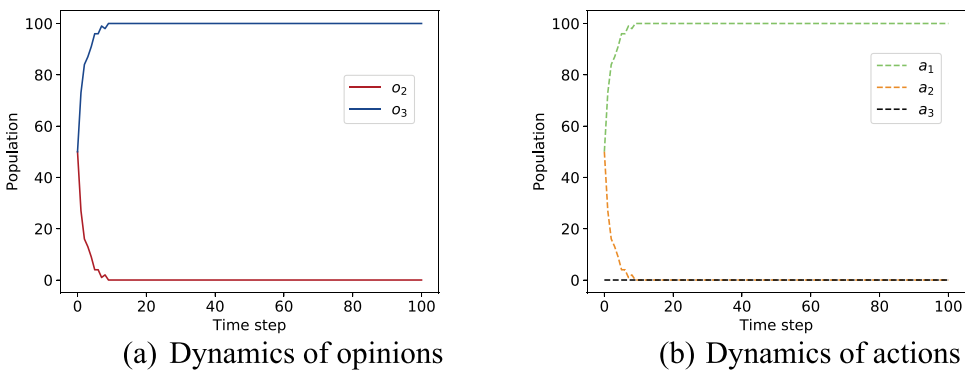 100
80
60
40
20
0
Population
o2
o3
0 20 40 60 80 100
Time step
(a) Dynamics of opinions
100
80
60
40
20
0
Population
a1
a2
a3
0 20 40 60 80 100
Time step
(b) Dynamics of actions